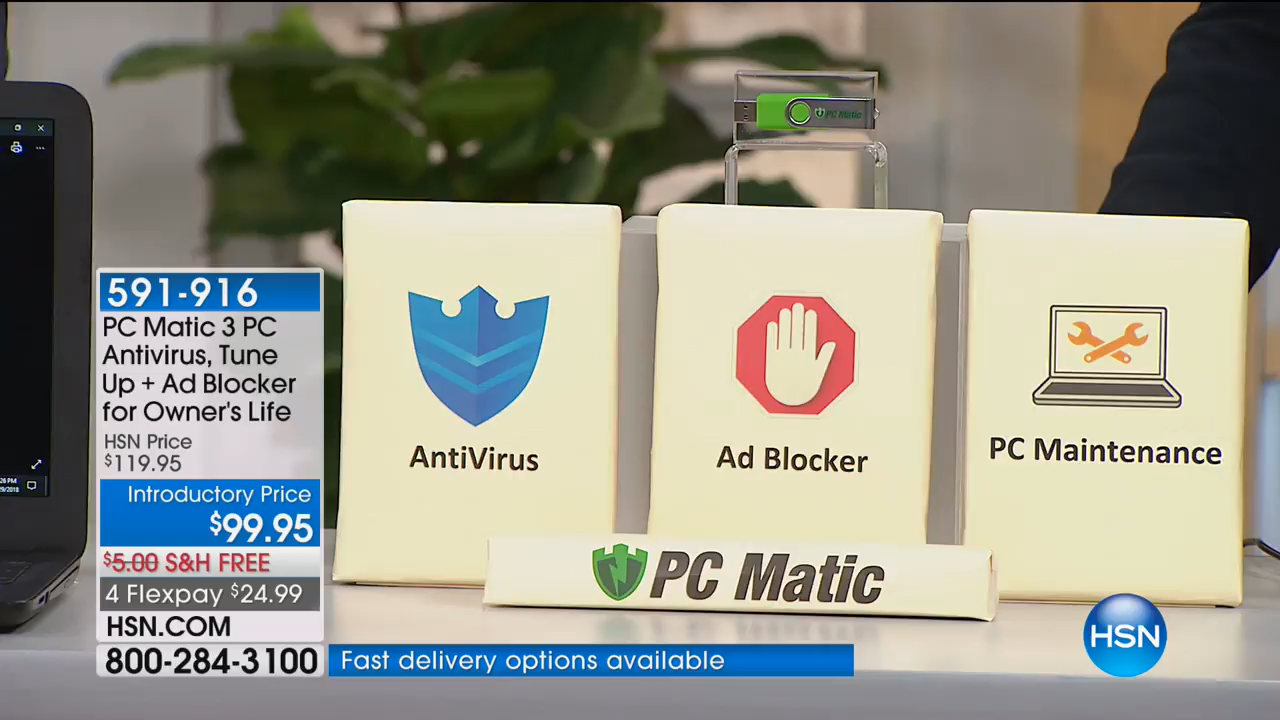 591-916
PC Matic 3 PC
Antivirus, Tune
Up + Ad Blocker
for Owner's Life
HSN Price
$119.95
Introductory Price
$99.95
$5.00 S&H FREE
4 Flexpay $24.99
HSN.COM
800-284-3100
Fast delivery options available
PC Matic
AntiVirus
Ad Blocker
PC Maintenance
PC Matic
HSN